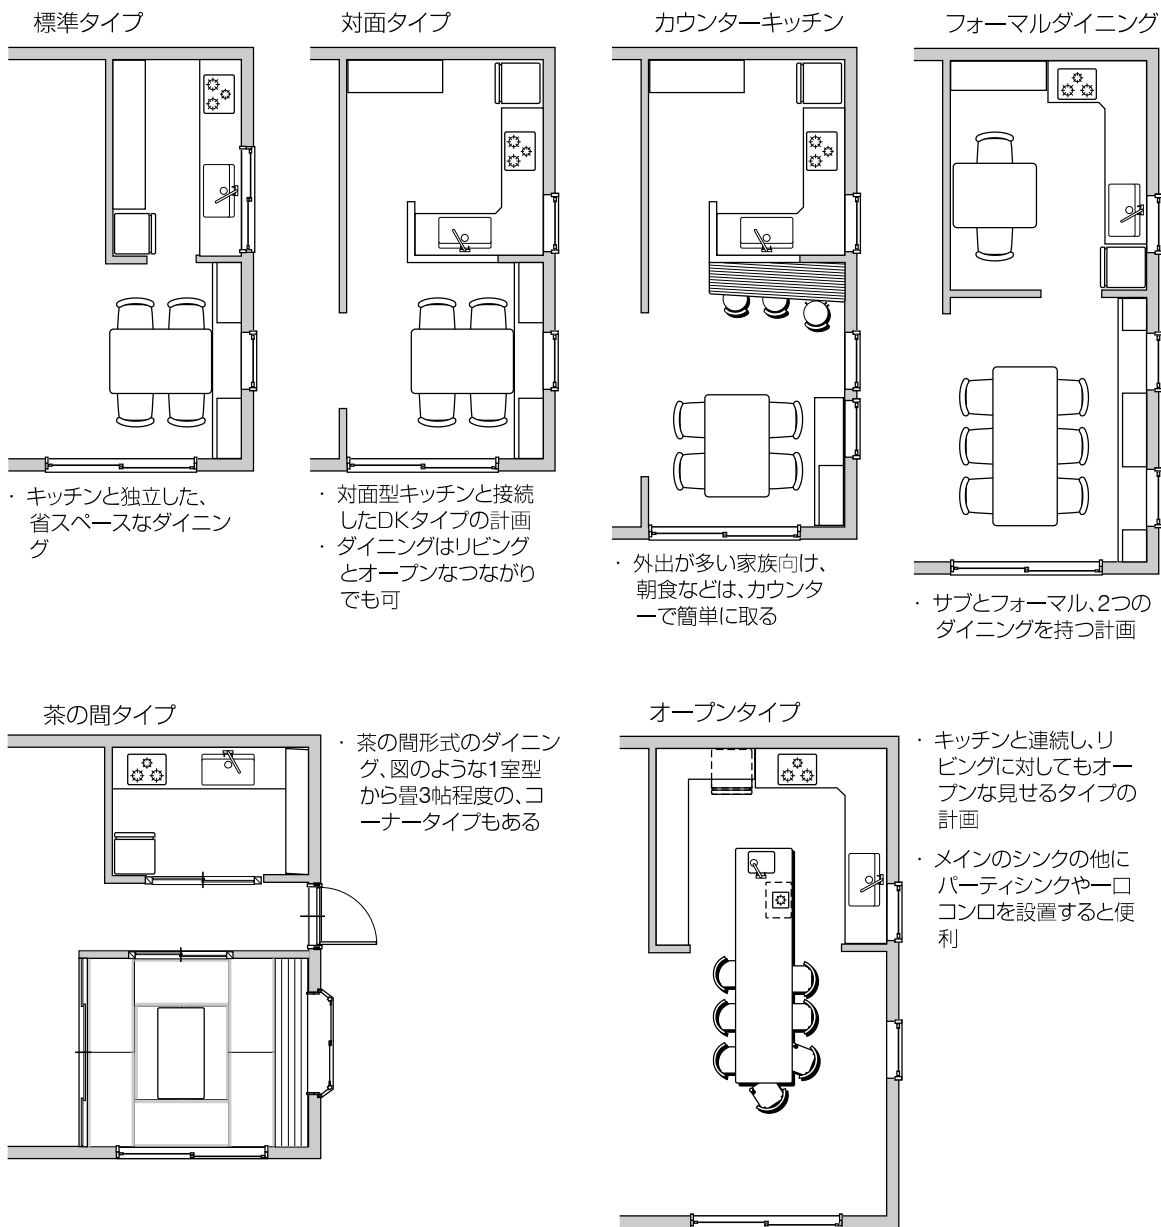 標準タイプ
対面タイプ
カウンターキッチン
フォーマルダイニング
・ キッチンと独立した、
省スペースなダイニン
グ
・ 対面型キッチンと接続
したDKタイプの計画
・ ダイニングはリビング
とオープンなつながり
でも可
・ 外出が多い家族向け、
朝食などは、カウンタ
ーで簡単に取る
・ サブとフォーマル、2つの
ダイニングを持つ計画
茶の間タイプ
・ 茶の間形式のダイニン
グ、図のような1室型
から畳3帖程度の、コ
ーナータイプもある
オープンタイプ
・ キッチンと連続し、リ
ビングに対してもオー
プンな見せるタイプの
計画
・ メインのシンクの他に
パーティシンクや一口
コンロを設置すると便
利